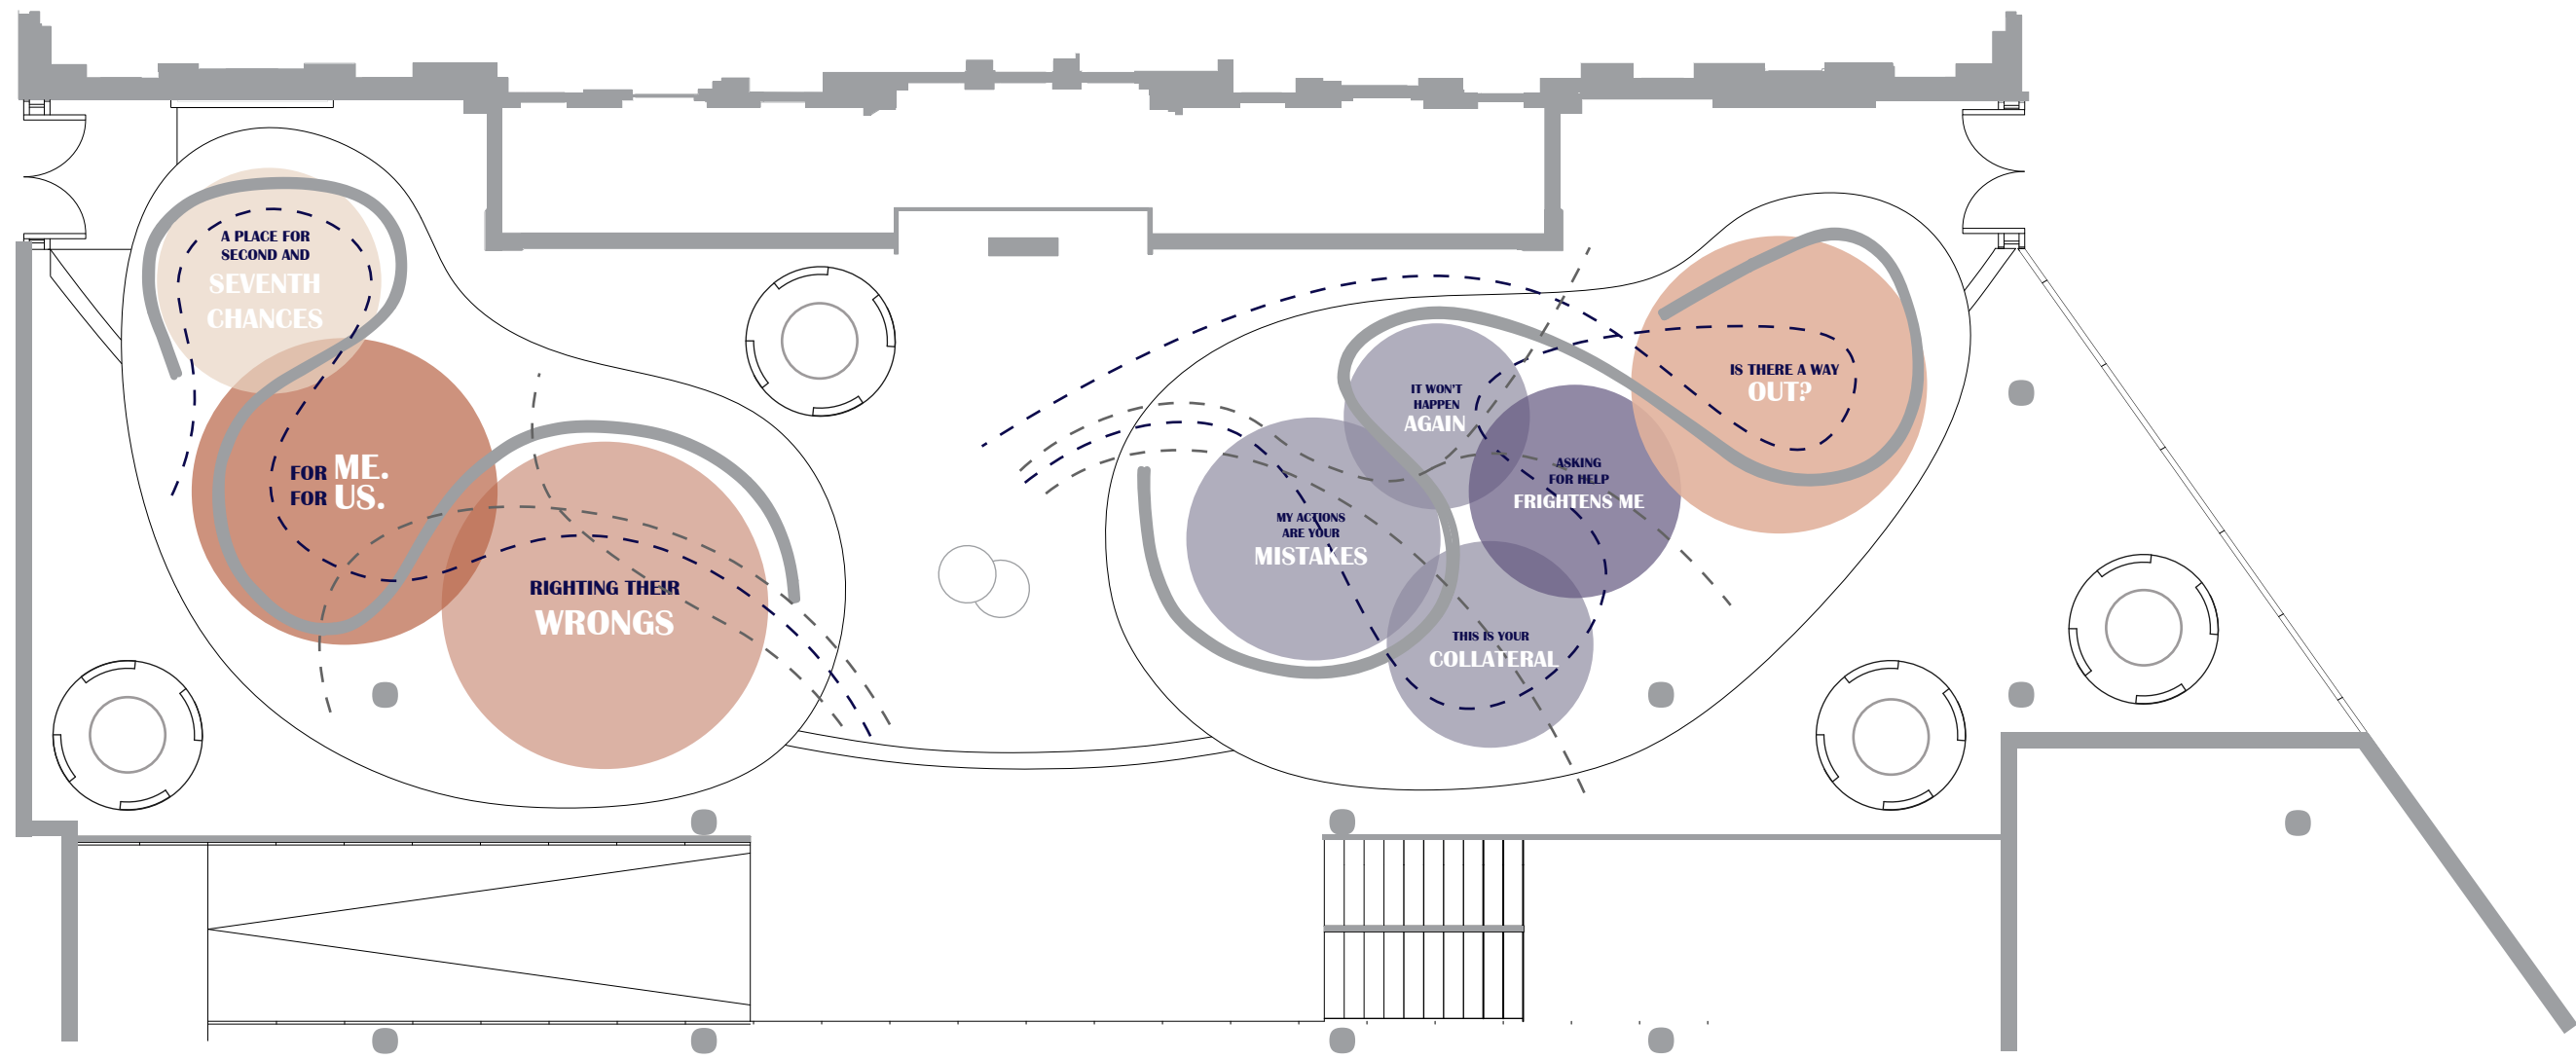 A PLACE FOR
SECOND AND
SEVENTH
CHANCES
FOR ME.
FOR US.
RIGHTING THEIR
WRONGS
MY ACTIONS
ARE YOUR
MISTAKES
IT WON'T
HAPPEN
AGAIN
ASKING
FOR HELP
FRIGHTENS ME
THIS IS YOUR
COLLATERAL
IS THERE A WAY
OUT?